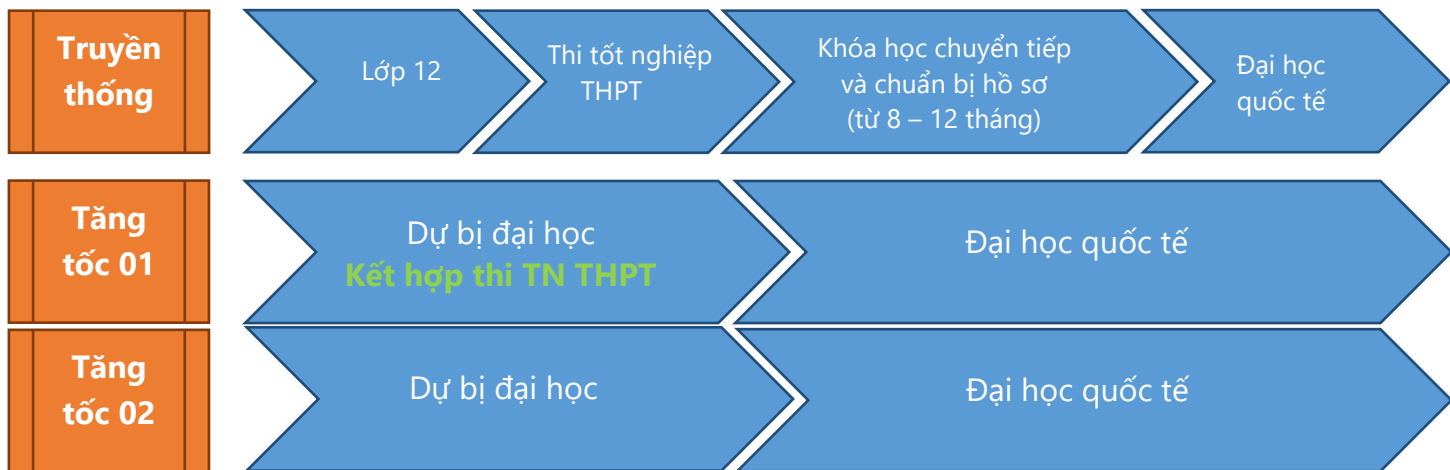 Truyền
thống
Lớp 12
Thi tốt nghiệp
THPT
Khóa học chuyển tiếp
và chuẩn bị hồ sơ
(từ 8 – 12 tháng)
Đại học
quốc tế
Tăng
tốc 01
Dự bị đại học
Kết hợp thi TN THPT
Đại học quốc tế
Tăng
tốc 02
Dự bị đại học
Đại học quốc tế